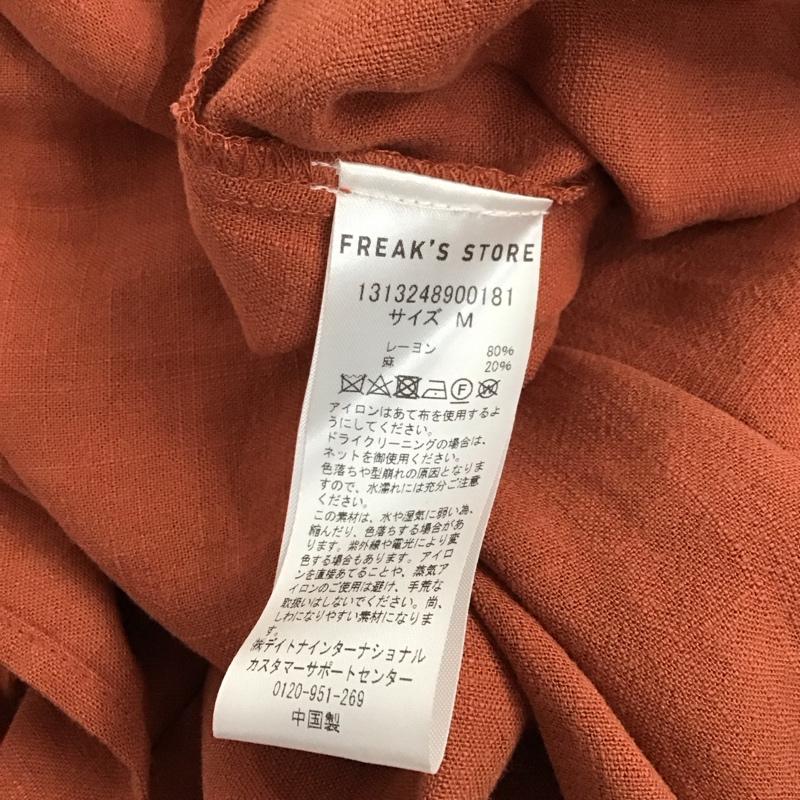 FREAK'S STORE
1313248900181
サイズ M
レーヨン 80%
麻 20%
F
アイロンはあて布を使用するよ
うにしてください。
ドライクリーニングの場合は、
ネットを御使用ください。
色落ちや型崩れの原因となりま
すので、水濡れには充分ご注意
ください。
この素材は、水や湿気に弱い為、
縮んだり、色落ちする場合があ
ります。紫外線や電光により変
色する場合もあります。アイロ
ンを直接あてることや、蒸気ア
イロンのご使用は避け、手荒な
取扱いはしないでください。尚、
しわになりやすい素材になりま
す。
㈱デイトナインターナショナル
カスタマーサポートセンター
0120-951-269
中国製